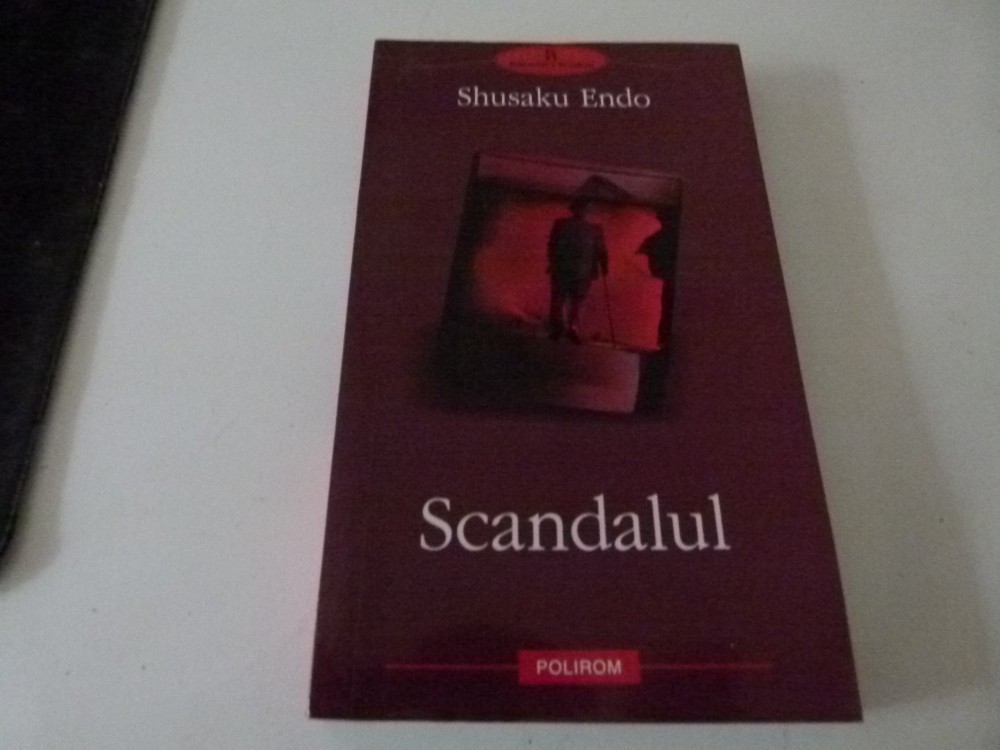 Shusaku Endo
Scandalul
POLIROM